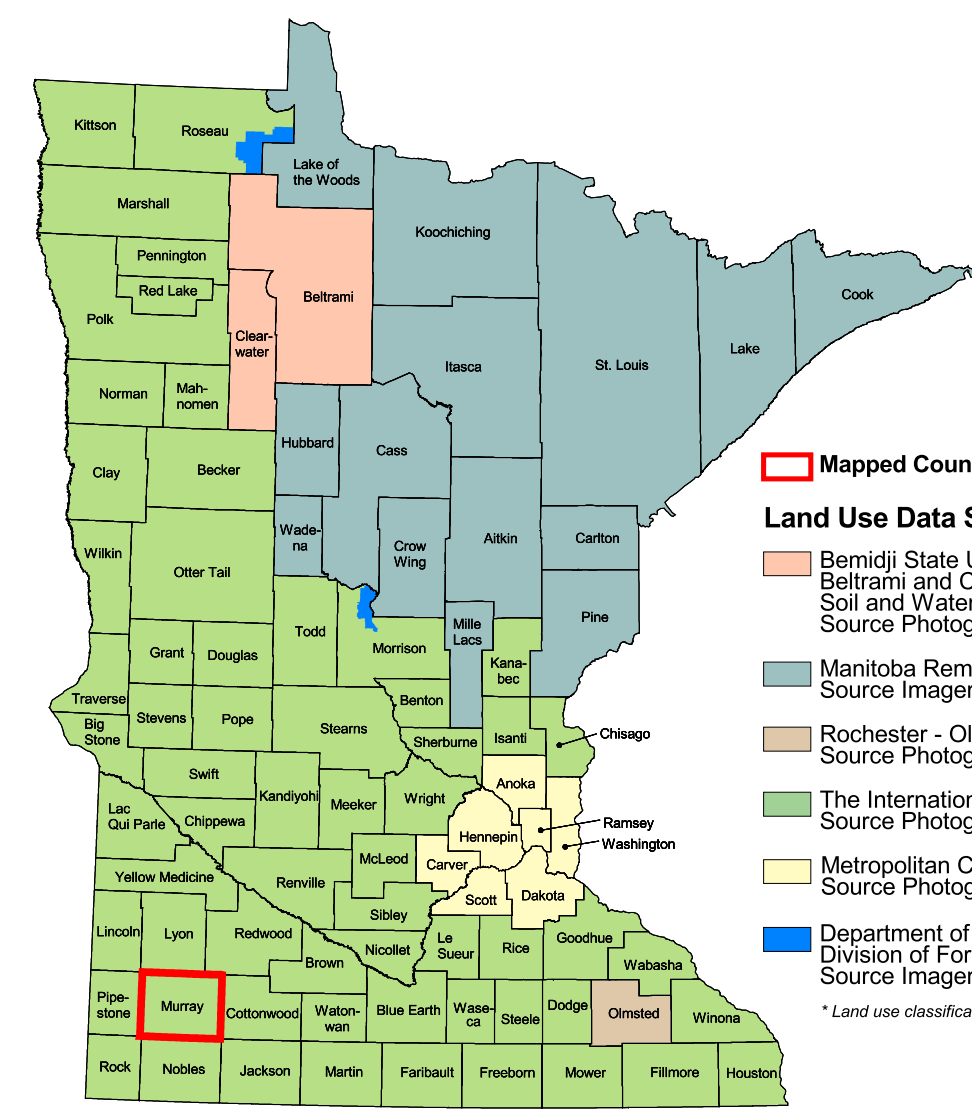 Kittson
Roseau
Lake of
the Woods
Marshall
Koochiching
Pennington
Red Lake
Beltrami
Cook
Polk
Clear-
water
Lake
St. Louis
Itasca
Norman
Mah-
nomen
Hubbard
Cass
Clay
Becker
Wade-
na
Crow
Wing
Aitkin
Carlton
Wilkin
Otter Tail
Pine
Mille
Lacs
Todd
Morrison
Grant
Douglas
Kana-
bec
Traverse
Benton
Big
Stone
Stevens
Pope
Stearns
Sherburne
Isanti
Chisago
Swift
Anoka
Kandiyohi
Meeker
Wright
Lac
Qui Parle
Chippewa
Ramsey
Hennepin
Washington
McLeod
Carver
Yellow Medicine
Renville
Scott
Dakota
Sibley
Lincoln
Lyon
Redwood
Nicollet
Le
Sueur
Rice
Goodhue
Brown
Wabasha
Pipe-
stone
Murray
Cottonwood
Waton-
wan
Blue Earth
Wase-
ca
Steele
Dodge
Olmsted
Winona
Rock
Nobles
Jackson
Martin
Faribault
Freeborn
Mower
Fillmore
Houston
Mapped Coun
Land Use Data S
Bemidji State U
Beltrami and C
Soil and Water
Source Photog
Manitoba Rem
Source Imager
Rochester - Ol
Source Photog
The Internation
Source Photog
Metropolitan C
Source Photog
Department of
Division of For
Source Imager
* Land use classifica